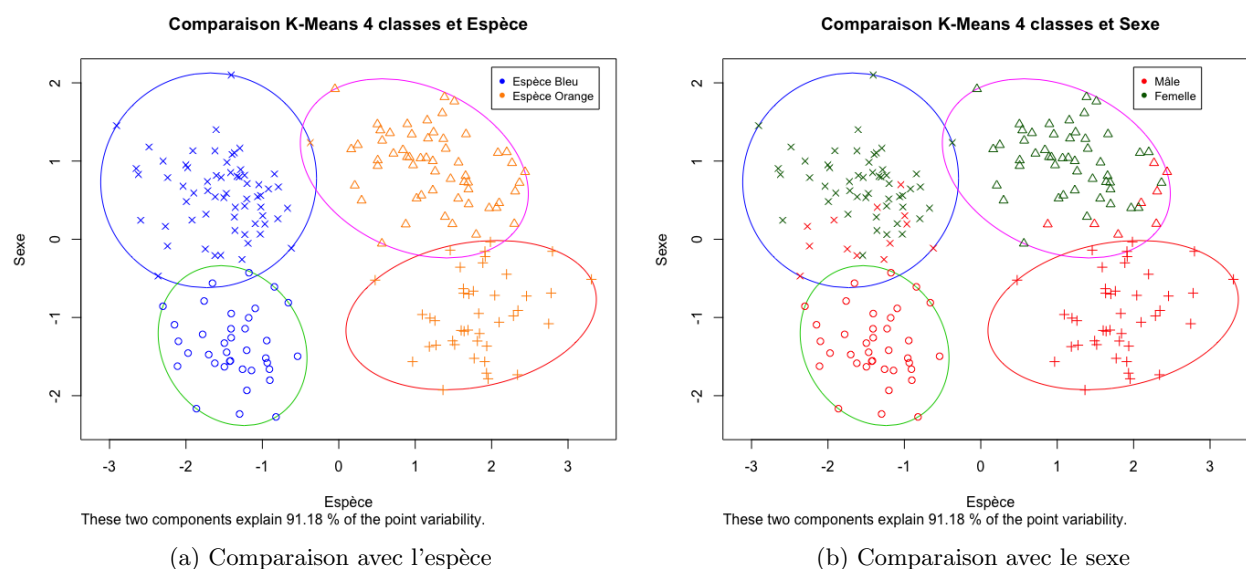 Comparaison K-Means 4 classes et Espèce
Espèce Bleu
Espèce Orange
Sexe
2
1
0
-1
-2
-3 -2 -1 0 1 2 3
Espèce
These two components explain 91.18 % of the point variability.
(a) Comparaison avec l'espèce
Comparaison K-Means 4 classes et Sexe
Mâle
Femelle
Sexe
2
1
0
-1
-2
-3 -2 -1 0 1 2 3
Espèce
These two components explain 91.18 % of the point variability.
(b) Comparaison avec le sexe